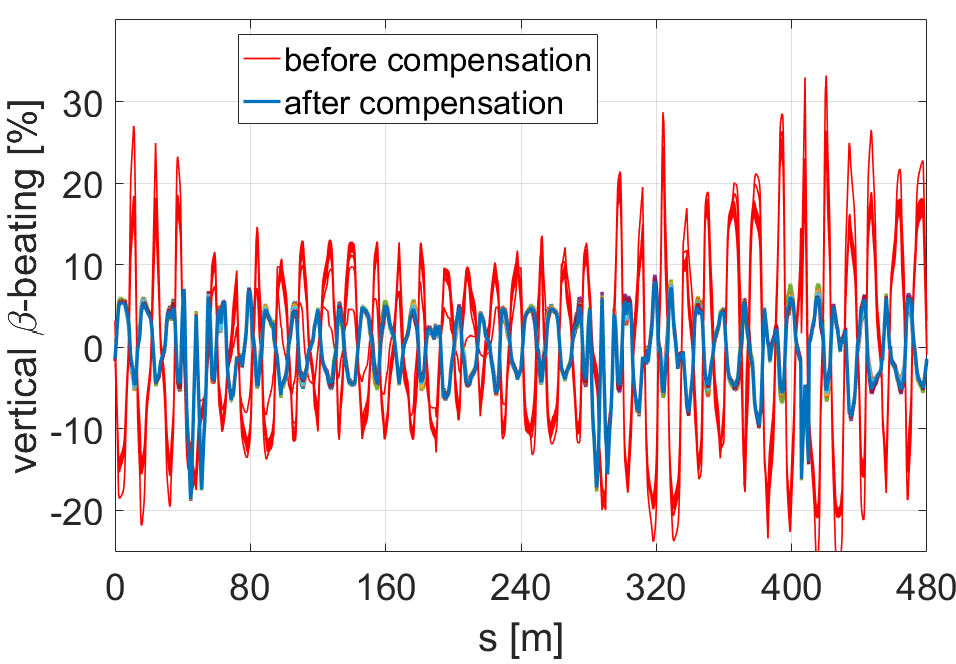 before compensation
after compensation
vertical β-beating [%]
30
20
10
0
-10
-20
0 80 160 240 320 400 480
s [m]